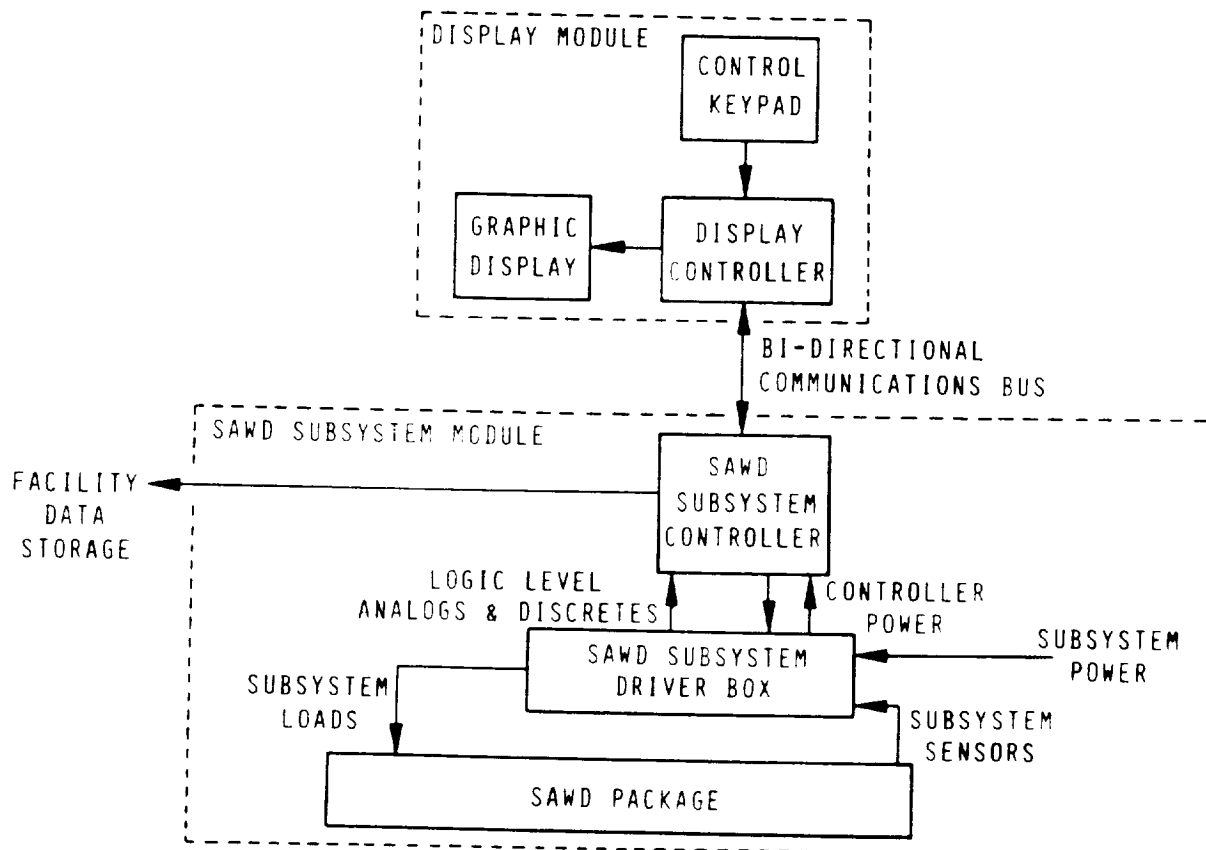 DISPLAY MODULE
CONTROL
KEYPAD
GRAPHIC
DISPLAY
DISPLAY
CONTROLLER
BI-DIRECTIONAL
COMMUNICATIONS BUS
SAWD SUBSYSTEM MODULE
SAWD
SUBSYSTEM
CONTROLLER
FACILITY
DATA
STORAGE
LOGIC LEVEL
ANALOGS & DISCRETES
CONTROLLER
POWER
SAWD SUBSYSTEM
DRIVER BOX
SUBSYSTEM
POWER
SUBSYSTEM
LOADS
SUBSYSTEM
SENSORS
SAWD PACKAGE